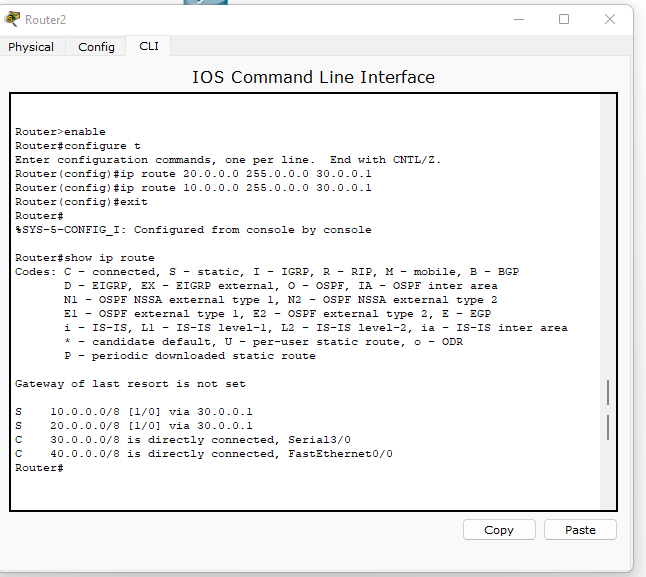 Router2
Physical Config CLI
IOS Command Line Interface
Router>enable
Router#configure t
Enter configuration commands, one per line.  End with CNTL/Z.
Router(config)#ip route 20.0.0.0 255.0.0.0 30.0.0.1
Router(config)#ip route 10.0.0.0 255.0.0.0 30.0.0.1
Router(config)#exit
Router#
%SYS-5-CONFIG_I: Configured from console by console
Router#show ip route
Codes: C - connected, S - static, I - IGRP, R - RIP, M - mobile, B - BGP
       D - EIGRP, EX - EIGRP external, O - OSPF, IA - OSPF inter area
       N1 - OSPF NSSA external type 1, N2 - OSPF NSSA external type 2
       E1 - OSPF external type 1, E2 - OSPF external type 2, E - EGP
       i - IS-IS, L1 - IS-IS level-1, L2 - IS-IS level-2, ia - IS-IS inter area
       * - candidate default, U - per-user static route, o - ODR
       P - periodic downloaded static route
Gateway of last resort is not set
S    10.0.0.0/8 [1/0] via 30.0.0.1
S    20.0.0.0/8 [1/0] via 30.0.0.1
C    30.0.0.0/8 is directly connected, Serial3/0
C    40.0.0.0/8 is directly connected, FastEthernet0/0
Router#
Copy Paste